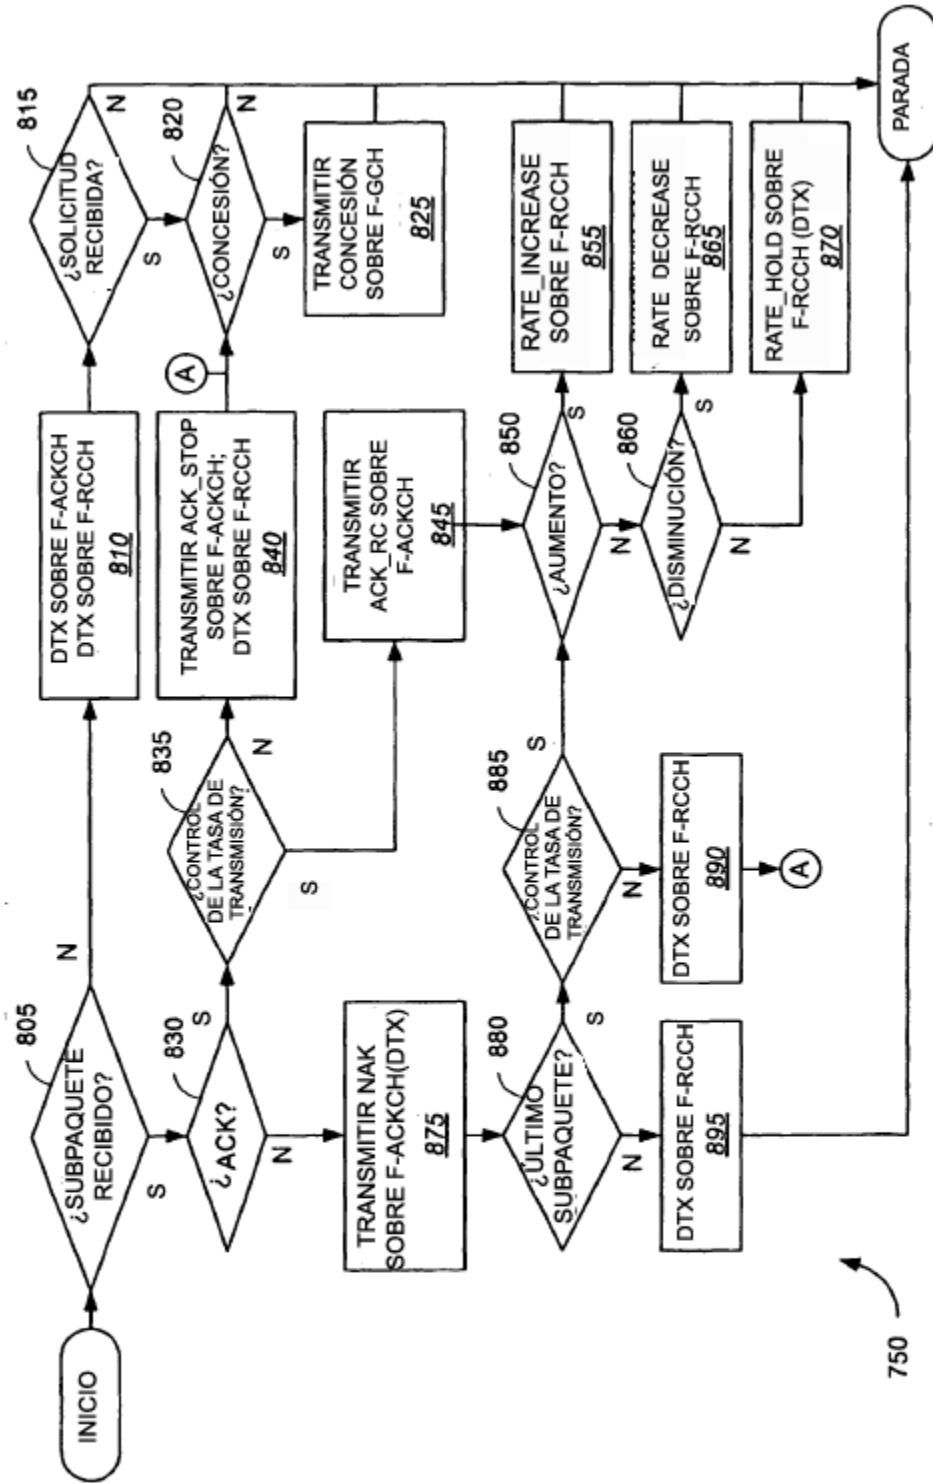 INICIO
805
¿SUBPAQUETE
RECIBIDO?
N
S
DTX SOBRE F-ACKCH
DTX SOBRE F-RCCH
810
815
¿SOLICITUD
RECIBIDA?
N
S
820
¿CONCESIÓN?
N
S
TRANSMITIR
CONCESIÓN
SOBRE F-GCH
825
830
¿ACK?
S
N
835
¿CONTROL
DE LA TASA DE
TRANSMISIÓN?
N
S
TRANSMITIR ACK_STOP
SOBRE F-ACKCH;
DTX SOBRE F-RCCH
840
A
TRANSMITIR
ACK_RC SOBRE
F-ACKCH
845
TRANSMITIR NAK
SOBRE F-ACKCH(DTX)
875
880
¿ÚLTIMO
SUBPAQUETE?
S
N
885
¿CONTROL
DE LA TASA DE
TRANSMISIÓN?
S
N
850
¿AUMENTO?
S
N
RATE_INCREASE
SOBRE F-RCCH
855
860
¿DISMINUCIÓN?
S
N
RATE DECREASE
SOBRE F-RCCH
865
RATE_HOLD SOBRE
F-RCCH (DTX)
870
DTX SOBRE F-RCCH
890
A
DTX SOBRE F-RCCH
895
PARADA
750